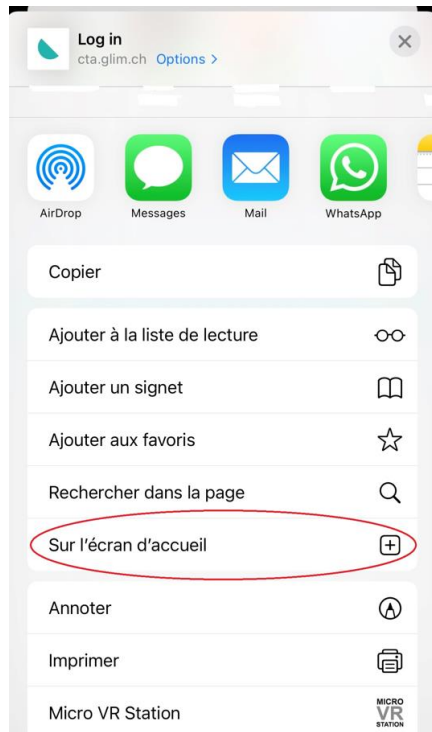 Log in
cta.glim.ch Options >
AirDrop Messages Mail WhatsApp
Copier
Ajouter à la liste de lecture
Ajouter un signet
Ajouter aux favoris
Rechercher dans la page
Sur l'écran d'accueil
Annoter
Imprimer
Micro VR Station
MICRO
VR
STATION